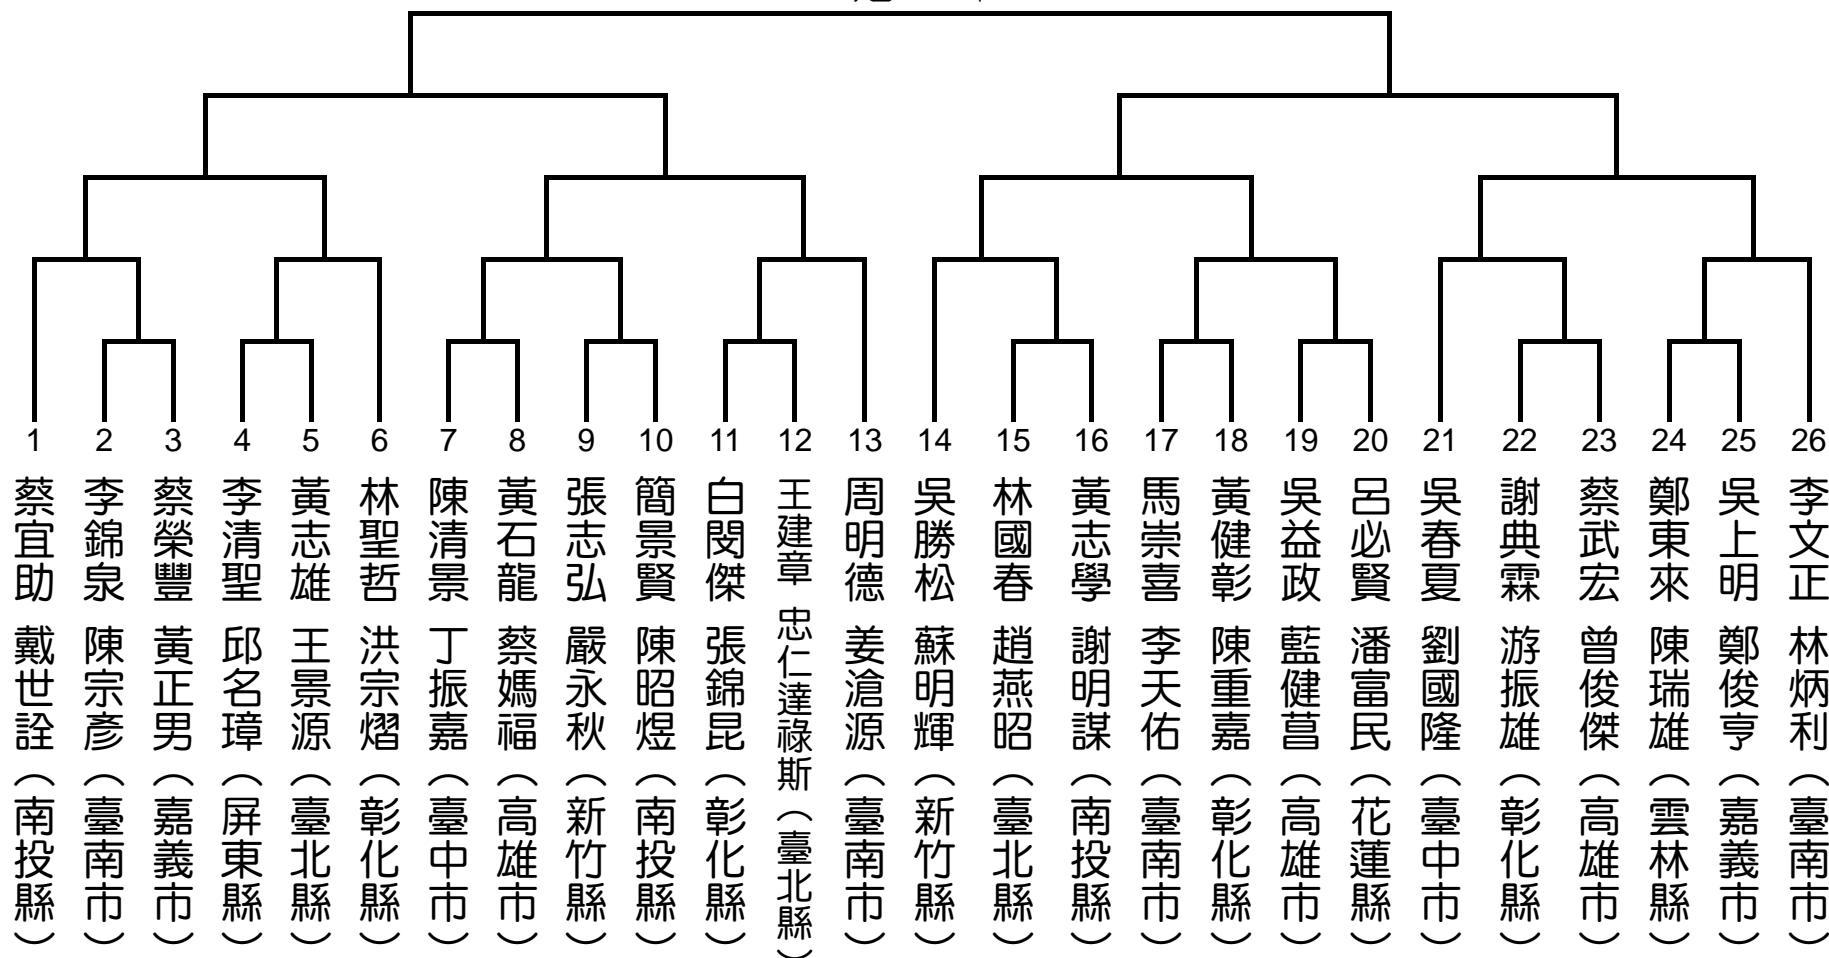 1 2 3 4 5 6 7 8 9 10 11 12 13 14 15 16 17 18 19 20 21 22 23 24 25 26
蔡宜助 戴世詮(南投縣)
李錦泉 陳宗彥(臺南市)
蔡榮豐 黃正男(嘉義市)
李清聖 邱名璋(屏東縣)
黃志雄 王景源(臺北縣)
林聖哲 洪宗熠(彰化縣)
陳清景 丁振嘉(臺中市)
黃石龍 蔡媽福(高雄市)
張志弘 嚴永秋(新竹縣)
簡景賢 陳昭煜(南投縣)
白閔傑 張錦昆(彰化縣)
王建章 忠仁達祿斯(臺北縣)
周明德 姜滄源(臺南市)
吳勝松 蘇明輝(新竹縣)
林國春 趙燕昭(臺北縣)
黃志學 謝明謀(南投縣)
馬崇喜 李天佑(臺南市)
黃健彰 陳重嘉(彰化縣)
吳益政 藍健菖(高雄市)
呂必賢 潘富民(花蓮縣)
吳春夏 劉國隆(臺中市)
謝典霖 游振雄(彰化縣)
蔡武宏 曾俊傑(高雄市)
鄭東來 陳瑞雄(雲林縣)
吳上明 鄭俊亨(嘉義市)
李文正 林炳利(臺南市)